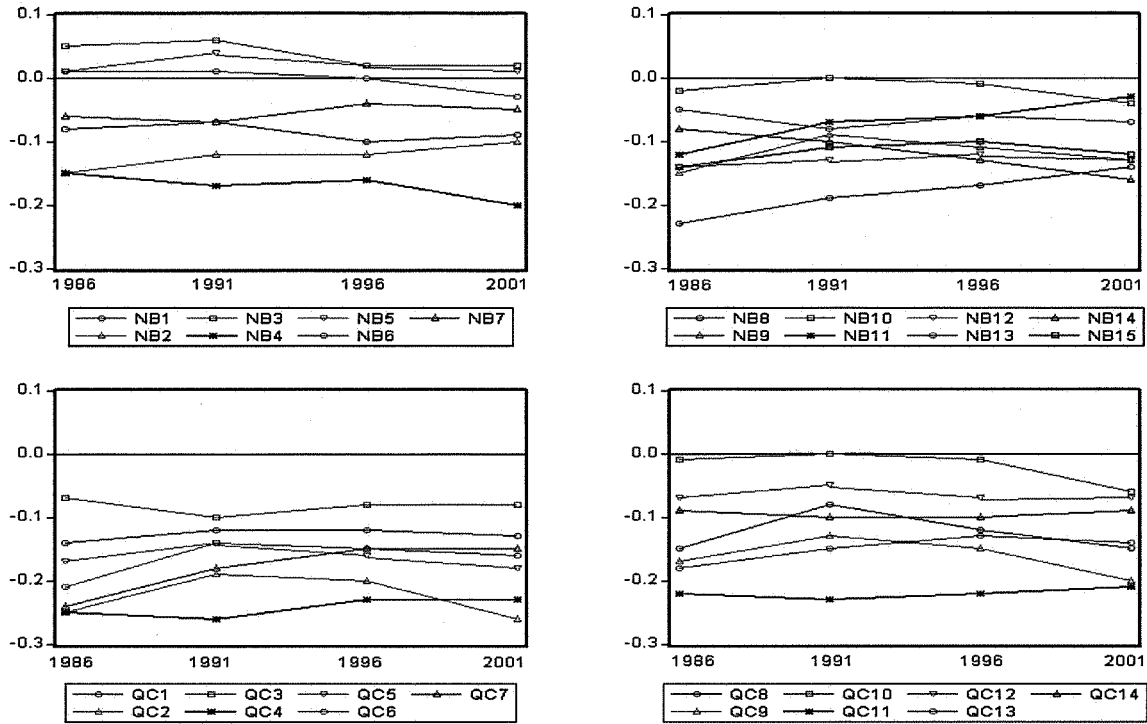 0.1
0.0
-0.1
-0.2
-0.3
1986 1991 1996 2001
NB1 NB3 NB5 NB7
NB2 NB4 NB6
0.1
0.0
-0.1
-0.2
-0.3
1986 1991 1996 2001
NB8 NB10 NB12 NB14
NB9 NB11 NB13 NB15
0.1
0.0
-0.1
-0.2
-0.3
1986 1991 1996 2001
QC1 QC3 QC5 QC7
QC2 QC4 QC6
0.1
0.0
-0.1
-0.2
-0.3
1986 1991 1996 2001
QC8 QC10 QC12 QC14
QC9 QC11 QC13